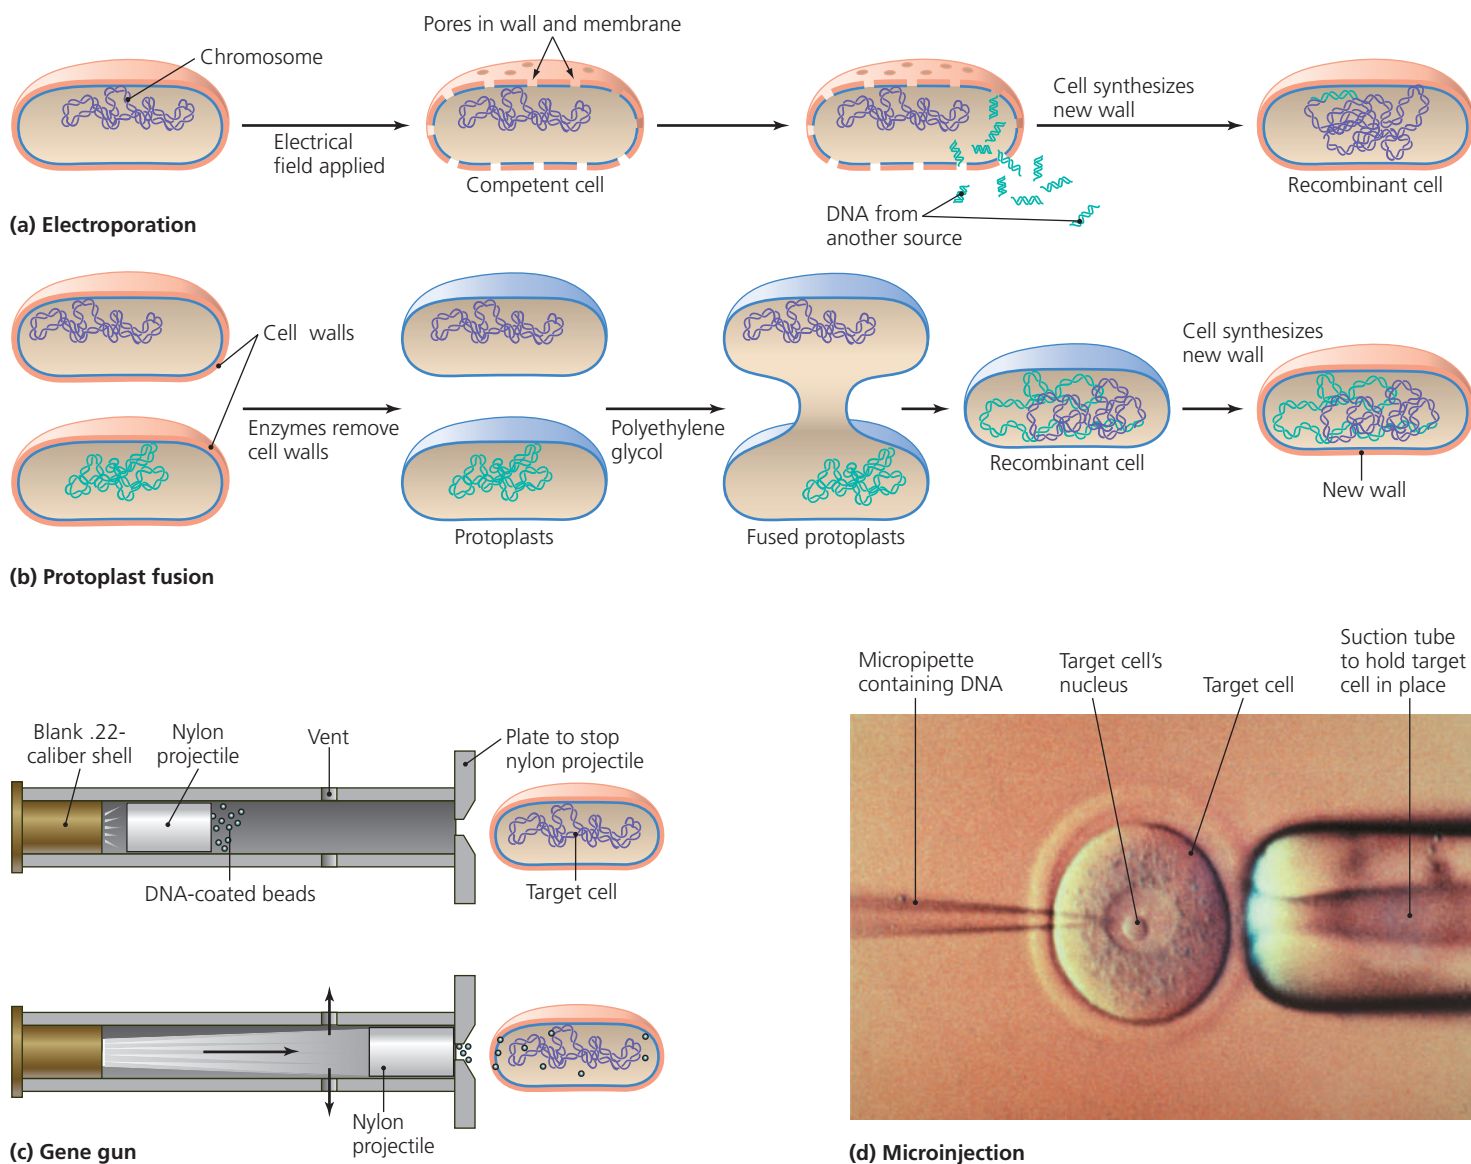 Pores in wall and membrane
Chromosome
Electrical
field applied
Competent cell
DNA from
another source
Cell synthesizes
new wall
Recombinant cell
(a) Electroporation
Cell walls
Enzymes remove
cell walls
Protoplasts
Polyethylene
glycol
Fused protoplasts
Recombinant cell
Cell synthesizes
new wall
New wall
(b) Protoplast fusion
Blank .22-
caliber shell
Nylon
projectile
Vent
Plate to stop
nylon projectile
DNA-coated beads
Target cell
Nylon
projectile
(c) Gene gun
Micropipette
containing DNA
Target cell's
nucleus
Target cell
Suction tube
to hold target
cell in place
(d) Microinjection